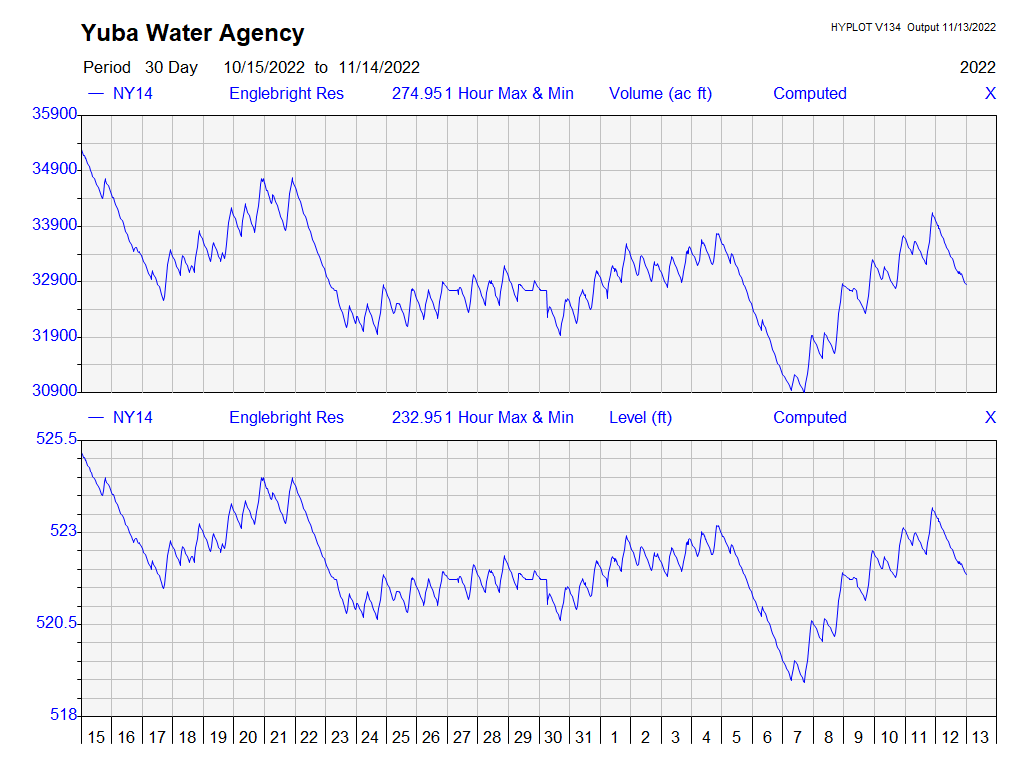 Yuba Water Agency
HYPLOT V134 Output 11/13/2022
Period 30 Day 10/15/2022 to 11/14/2022 2022
NY14 Englebright Res 274.951 Hour Max & Min Volume (ac ft) Computed X
35900
34900
33900
32900
31900
30900
NY14 Englebright Res 232.951 Hour Max & Min Level (ft) Computed X
525.5
523
520.5
518
15 16 17 18 19 20 21 22 23 24 25 26 27 28 29 30 31 1 2 3 4 5 6 7 8 9 10 11 12 13